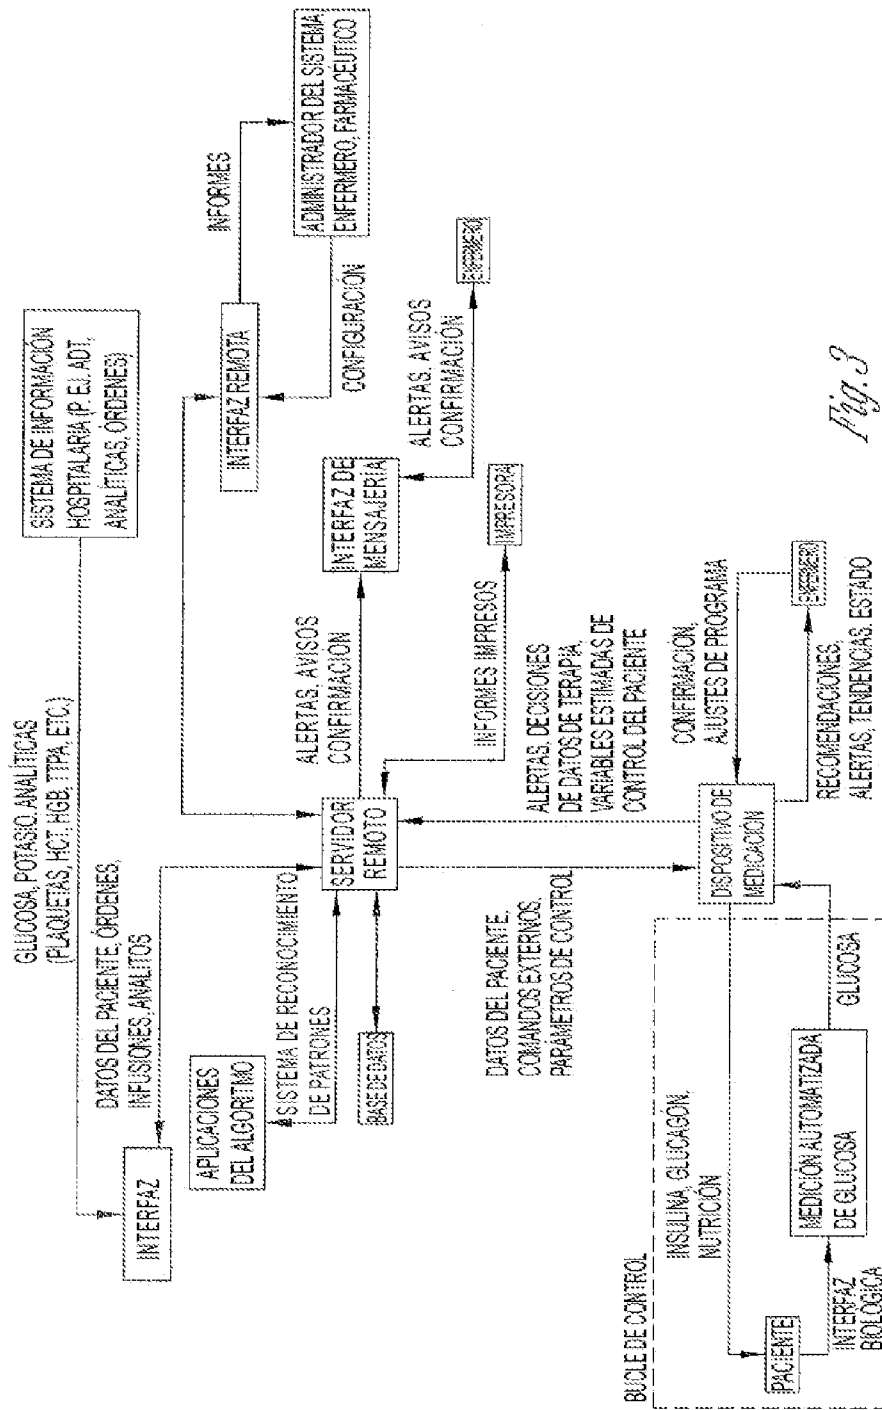 GLUCOSA, POTASIO, ANALÍTICAS
(PLAQUETAS, HCT, HGB, TTPA, ETC.)
SISTEMA DE INFORMACIÓN
HOSPITALARIA (P. EJ. ADT,
ANALÍTICAS, ÓRDENES)
INTERFAZ
DATOS DEL PACIENTE, ÓRDENES,
INFUSIONES, ANALITOS
INTERFAZ REMOTA
INFORMES
CONFIGURACIÓN
ADMINISTRADOR DEL SISTEMA
ENFERMERO, FARMACÉUTICO
APLICACIONES
DEL ALGORITMO
SISTEMA DE RECONOCIMIENTO
DE PATRONES
SERVIDOR
REMOTO
ALERTAS, AVISOS
CONFIRMACIÓN
INTERFAZ DE
MENSAJERÍA
ALERTAS, AVISOS
CONFIRMACIÓN
ENFERMERO
BASE DE DATOS
INFORMES IMPRESOS
IMPRESORA
DATOS DEL PACIENTE,
COMANDOS EXTERNOS,
PARÁMETROS DE CONTROL
ALERTAS, DECISIONES
DE DATOS DE TERAPIA,
VARIABLES ESTIMADAS DE
CONTROL DEL PACIENTE
BUCLE DE CONTROL
INSULINA, GLUCAGÓN,
NUTRICIÓN
PACIENTE
INTERFAZ
BIOLÓGICA
MEDICIÓN AUTOMATIZADA
DE GLUCOSA
GLUCOSA
DISPOSITIVO DE
MEDICACIÓN
CONFIRMACIÓN,
AJUSTES DE PROGRAMA
ENFERMERO
RECOMENDACIONES,
ALERTAS, TENDENCIAS, ESTADO
Fig. 3